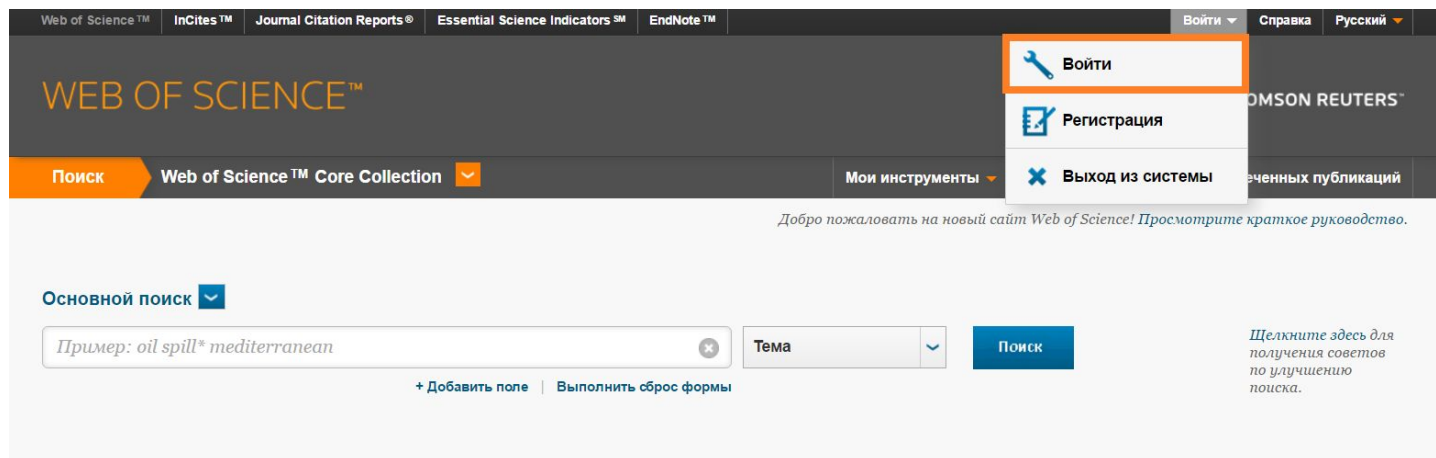 Web of Science™ InCites™ Journal Citation Reports® Essential Science Indicators℠ EndNote™ Войти Справка Русский
Войти
WEB OF SCIENCE™
REUTERS™
Регистрация
Поиск Web of Science™ Core Collection Мои инструменты Выход из системы публикаций
Добро пожаловать на новый сайт Web of Science! Просмотрите краткое руководство.
Основной поиск
Пример: oil spill* mediterranean Тема Поиск
+ Добавить поле | Выполнить сброс формы
Щелкните здесь для
получения советов
по улучшению
поиска.